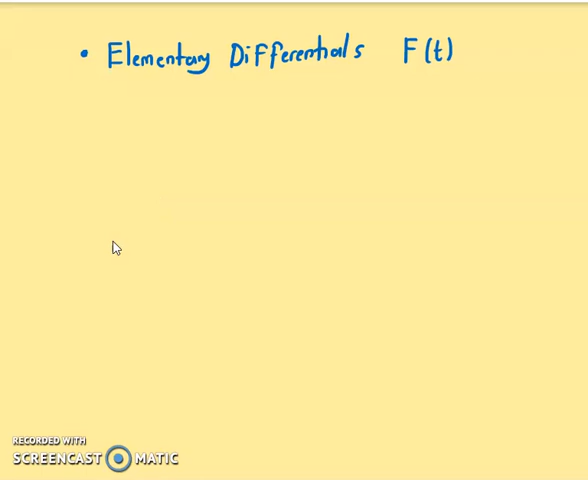 • Elementary Differentials F(t)
RECORDED WITH
SCREENCAST MATIC